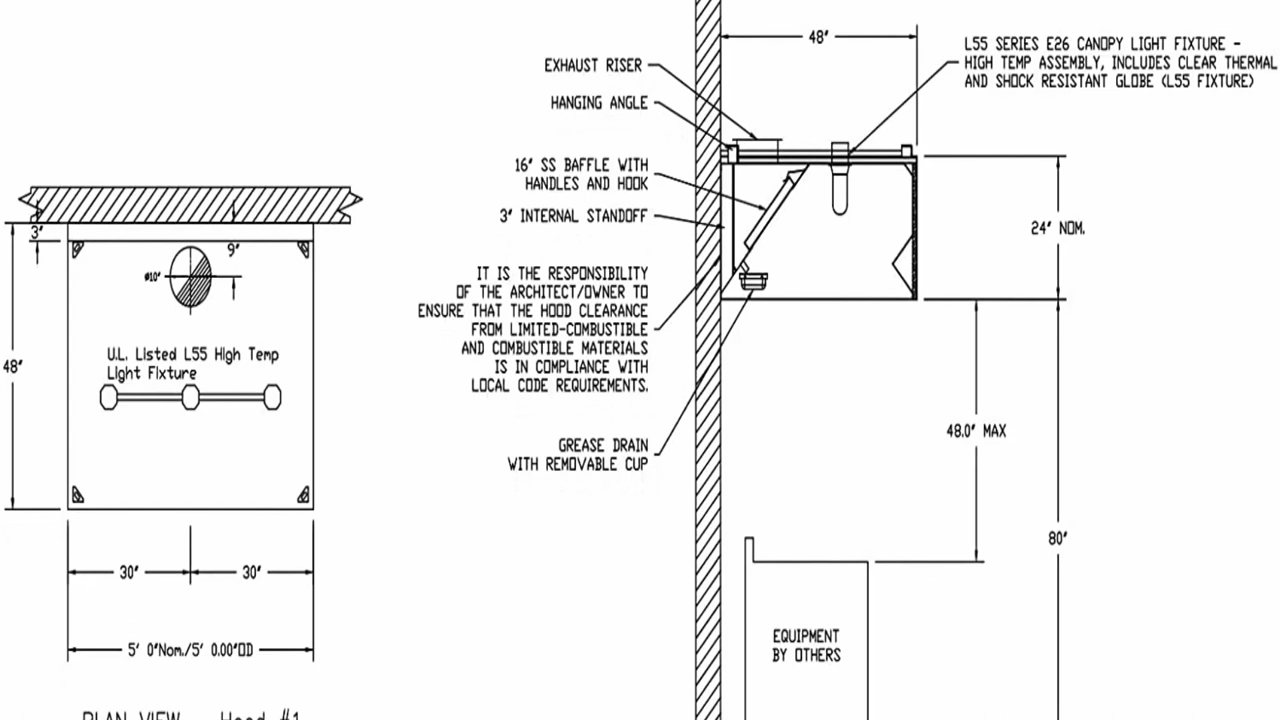 3"
9"
ø10"
48"
U.L. Listed L55 High Temp
Light Fixture
30"
30"
5' 0"Nom./5' 0.00"OD
PLAN VIEW - Hood #1
48"
L55 SERIES E26 CANOPY LIGHT FIXTURE -
HIGH TEMP ASSEMBLY, INCLUDES CLEAR THERMAL
AND SHOCK RESISTANT GLOBE (L55 FIXTURE)
EXHAUST RISER
HANGING ANGLE
16" SS BAFFLE WITH
HANDLES AND HOOK
3" INTERNAL STANDOFF
IT IS THE RESPONSIBILITY
OF THE ARCHITECT/OWNER TO
ENSURE THAT THE HOOD CLEARANCE
FROM LIMITED-COMBUSTIBLE
AND COMBUSTIBLE MATERIALS
IS IN COMPLIANCE WITH
LOCAL CODE REQUIREMENTS.
GREASE DRAIN
WITH REMOVABLE CUP
24" NOM.
48.0" MAX
80"
EQUIPMENT
BY OTHERS